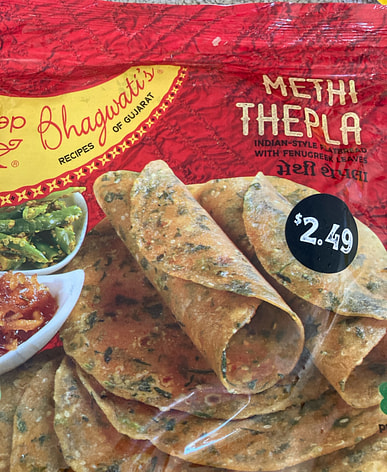 Bhagwati's
RECIPES OF GUJARAT
METHI
THEPLA
INDIAN-STYLE FLATBREAD
WITH FENUGREEK LEAVES
$2.49